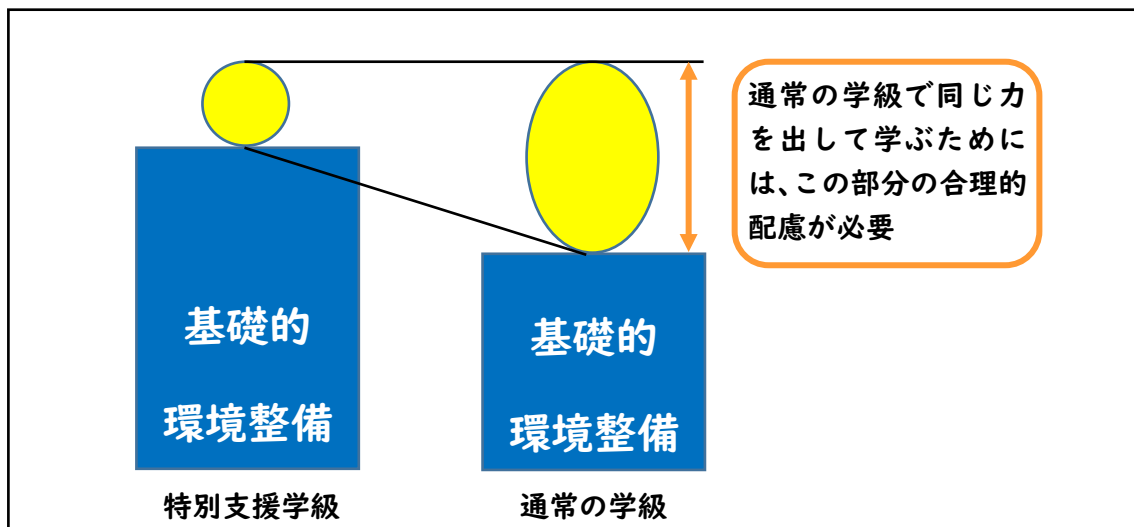 通常の学級で同じ力
を出して学ぶために
は、この部分の合理的
配慮が必要
基礎的
環境整備
基礎的
環境整備
特別支援学級
通常の学級